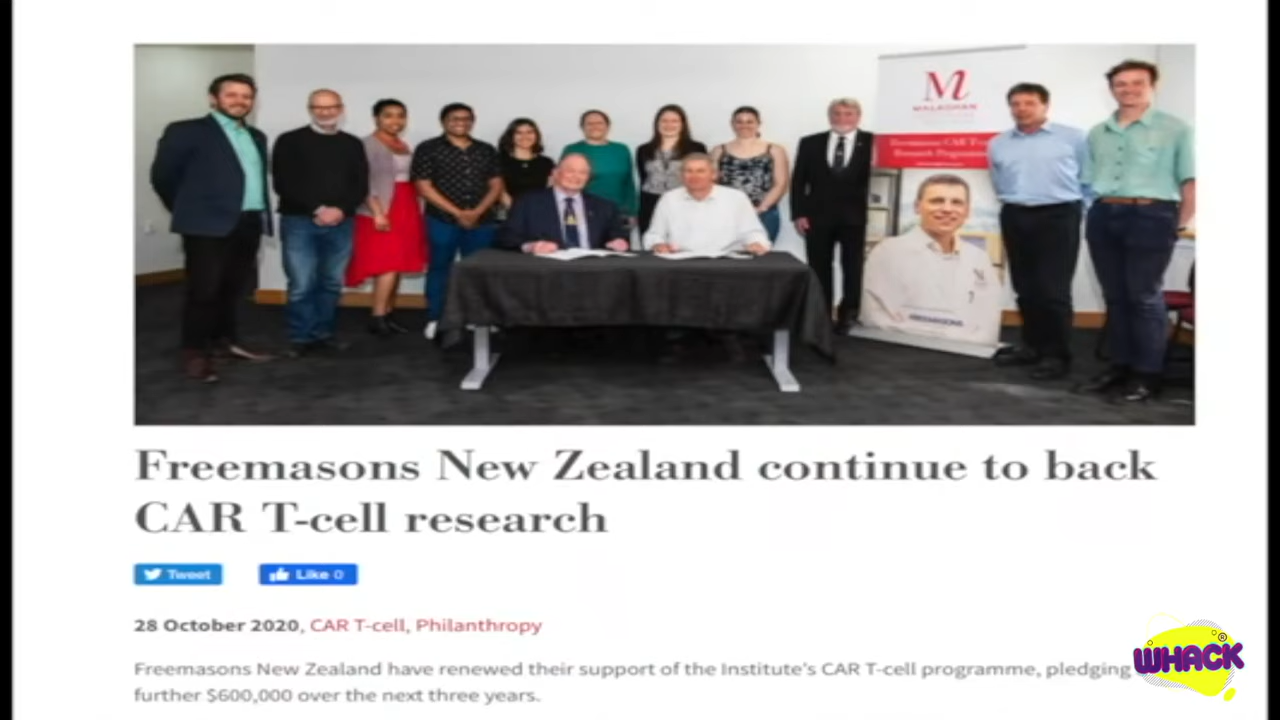 M
MALAGHAN
FREEMASONS
Freemasons New Zealand continue to back
CAR T-cell research
Tweet
Like 0
28 October 2020, CAR T-cell, Philanthropy
Freemasons New Zealand have renewed their support of the Institute's CAR T-cell programme, pledging
further $600,000 over the next three years.
WHACK
®